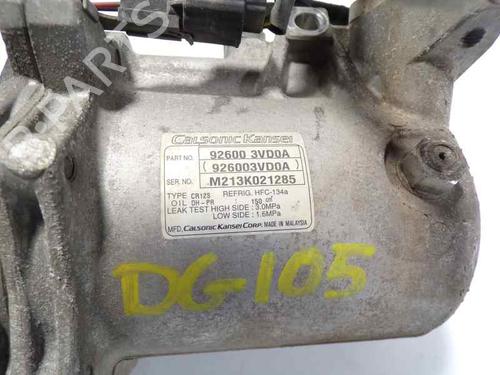 Calsonic Kansei
PART NO. 92600 3VD0A
( 926003VD0A )
SER NO. M213K021285
TYPE CR12S REFRIG. HFC-134a
OIL DH-PR : 150 cm³
LEAK TEST HIGH SIDE : 3.0MPa
LOW SIDE : 1.6MPa
MFD. CALSONIC KANSEI CORP. MADE IN MALAYSIA
DG-105